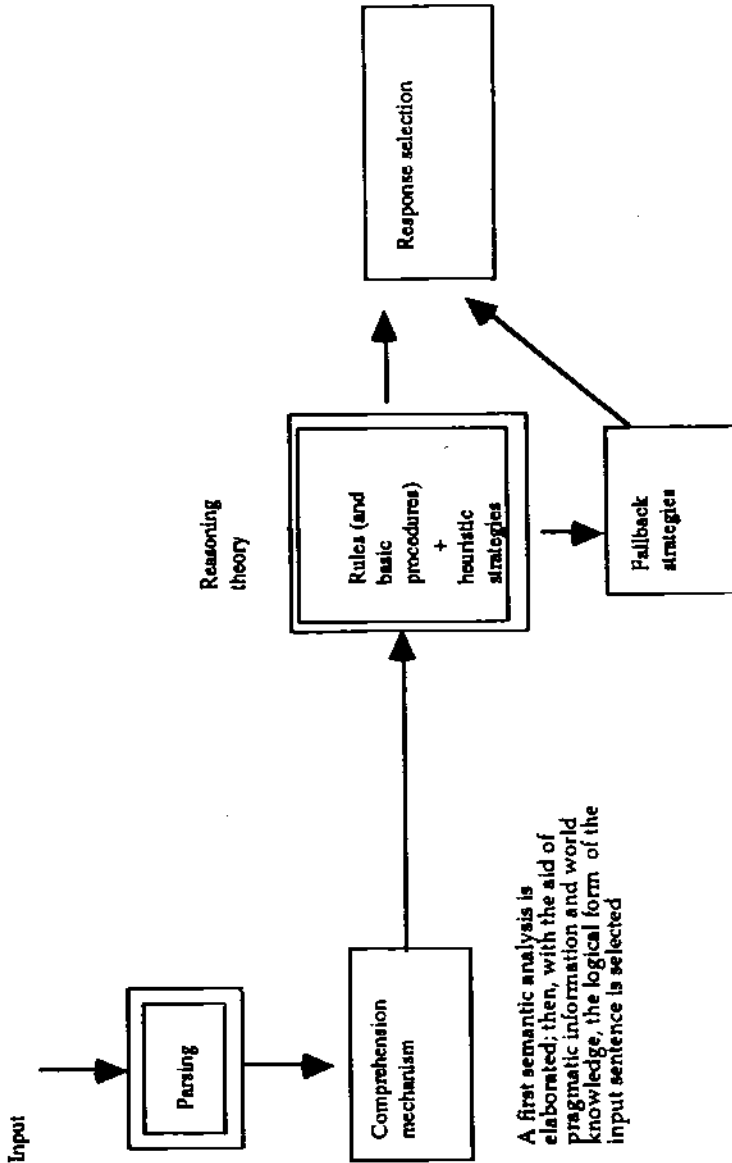 Input
Parsing
Comprehension
mechanism
A first semantic analysis is
elaborated; then, with the aid of
pragmatic information and world
knowledge, the logical form of the
input sentence is selected
Reasoning
theory
Rules (and
basic
procedures)
+
heuristic
strategies
Fallback
strategies
Response selection